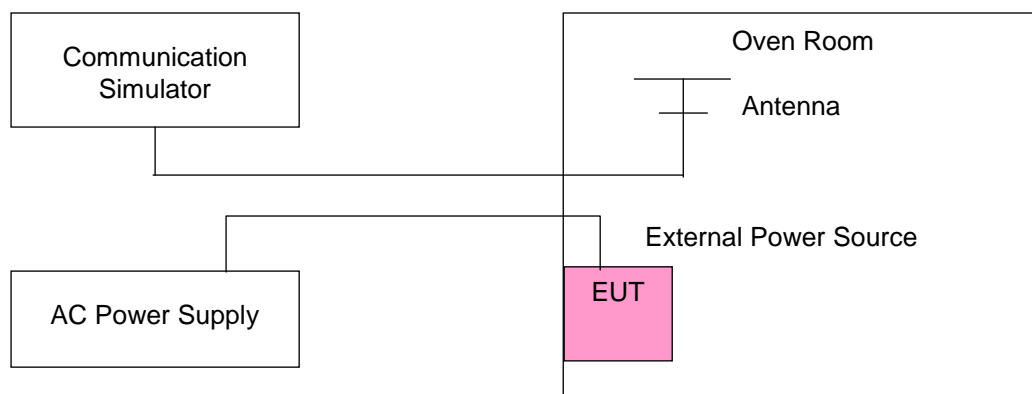 Communication
Simulator
Oven Room
Antenna
External Power Source
EUT
AC Power Supply